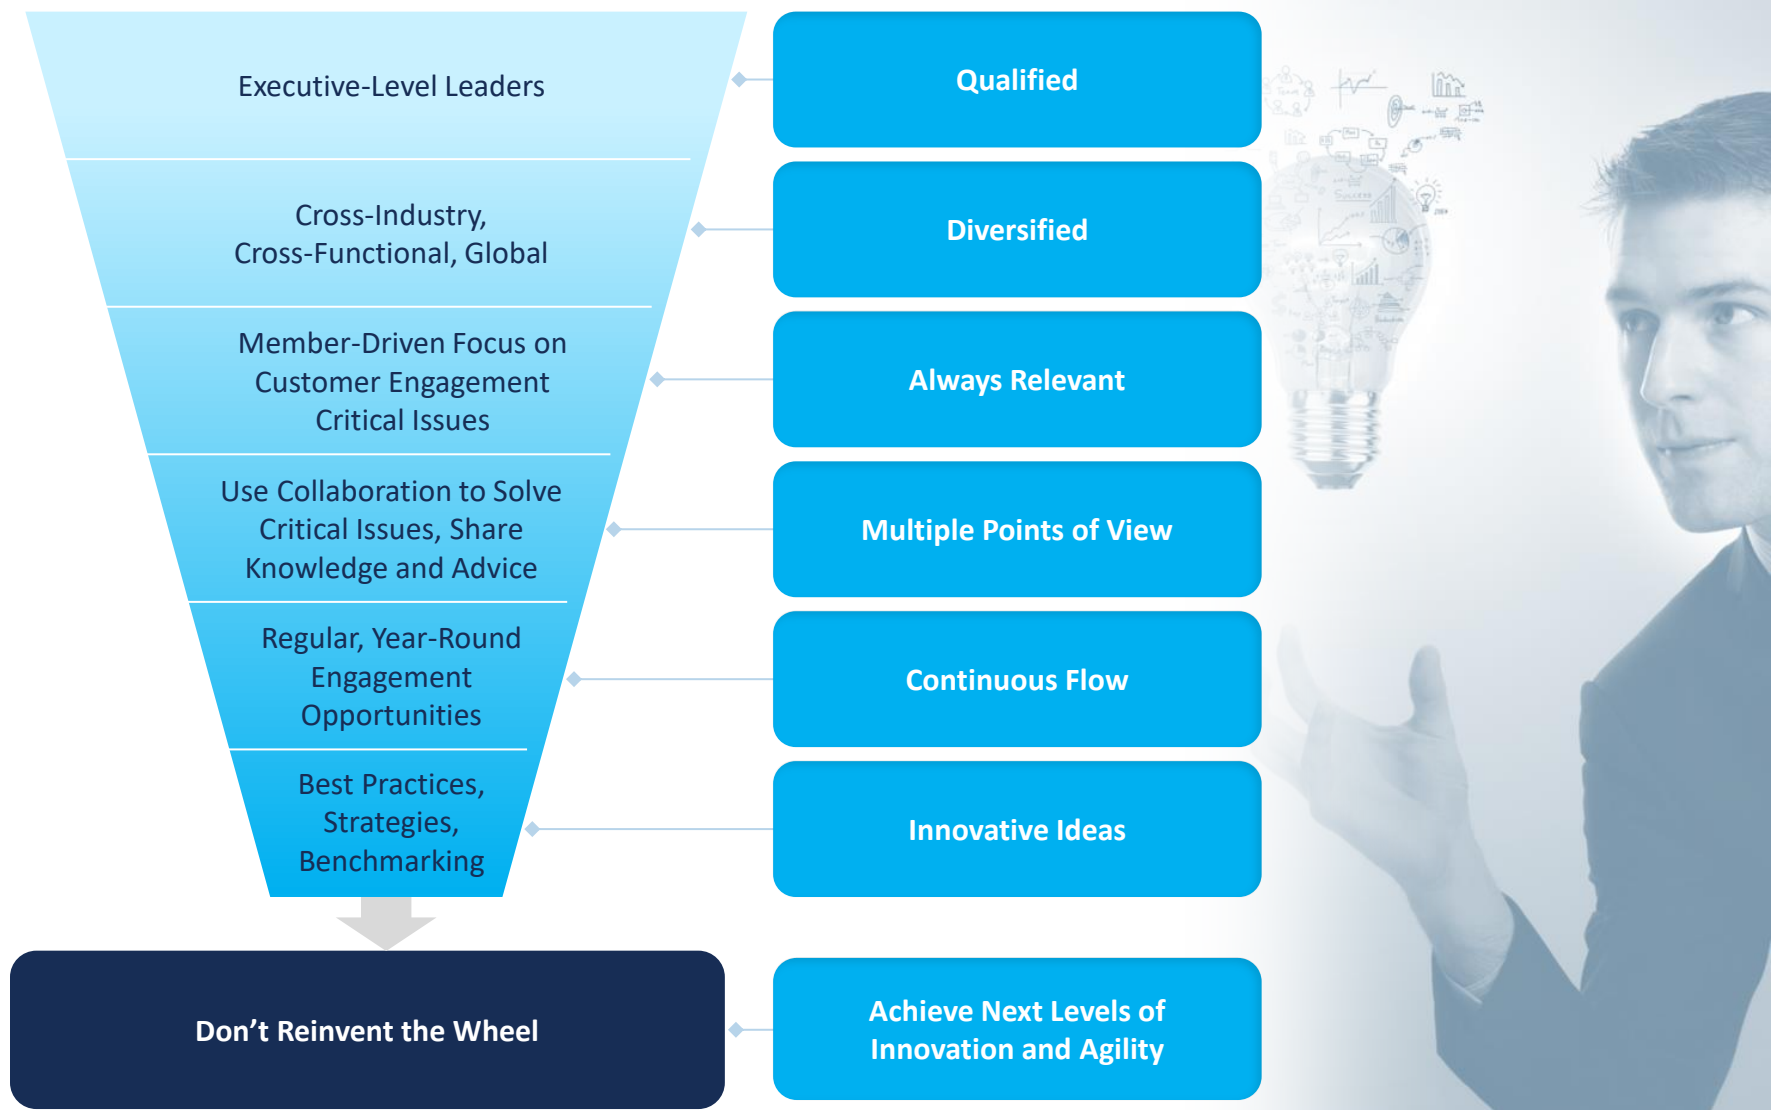 Executive-Level Leaders
Qualified
Cross-Industry,
Cross-Functional, Global
Diversified
Member-Driven Focus on
Customer Engagement
Critical Issues
Always Relevant
Use Collaboration to Solve
Critical Issues, Share
Knowledge and Advice
Multiple Points of View
Regular, Year-Round
Engagement
Opportunities
Continuous Flow
Best Practices,
Strategies,
Benchmarking
Innovative Ideas
Don’t Reinvent the Wheel
Achieve Next Levels of
Innovation and Agility
Team
Success